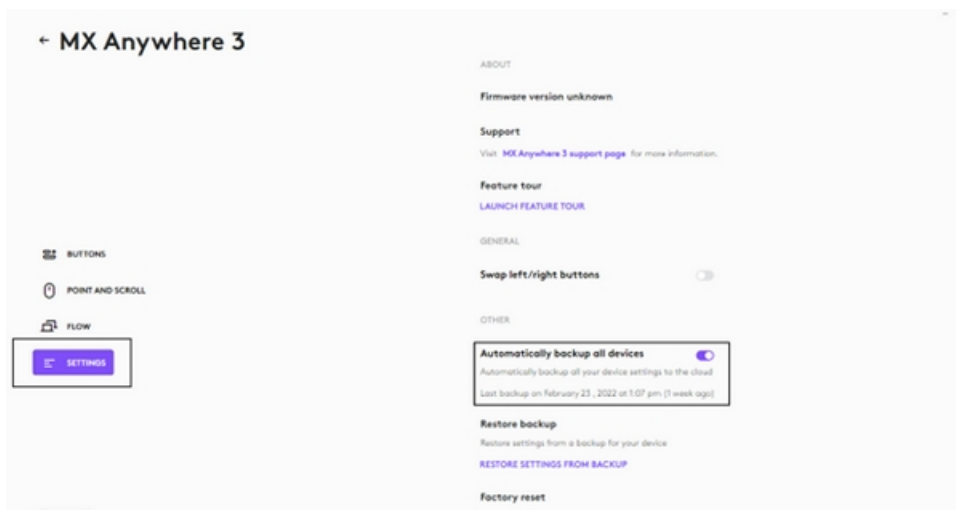 ← MX Anywhere 3
ABOUT
Firmware version unknown
Support
Visit MX Anywhere 3 support page for more information.
Feature tour
LAUNCH FEATURE TOUR
GENERAL
BUTTONS
Swap left/right buttons
POINT AND SCROLL
OTHER
FLOW
Automatically backup all devices
SETTINGS
Automatically backup all your device settings to the cloud
Last backup on February 23 , 2022 at 1:07 pm (1 week ago)
Restore backup
Restore settings from a backup for your device
RESTORE SETTINGS FROM BACKUP
Factory reset